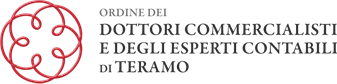 ORDINE DEI
DOTTORI COMMERCIALISTI
E DEGLI ESPERTI CONTABILI
DI TERAMO